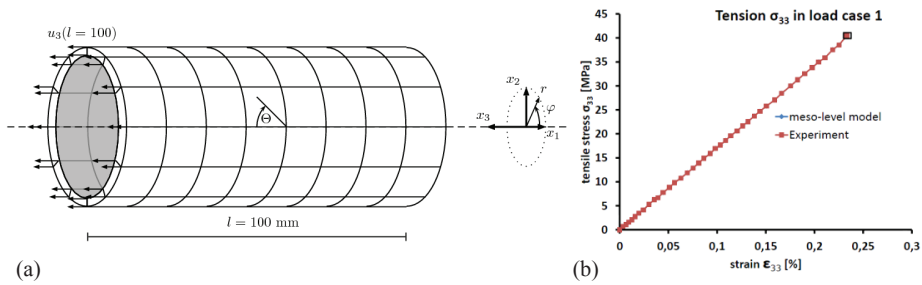 u₃(l = 100)
Θ
x₂
r
φ
x₃
x₁
l = 100 mm
(a)
Tension σ₃₃ in load case 1
tensile stress σ₃₃ [MPa]
45
40
35
30
25
20
15
10
5
0
meso-level model
Experiment
0
0,05
0,1
0,15
0,2
0,25
0,3
strain ε₃₃ [%]
(b)